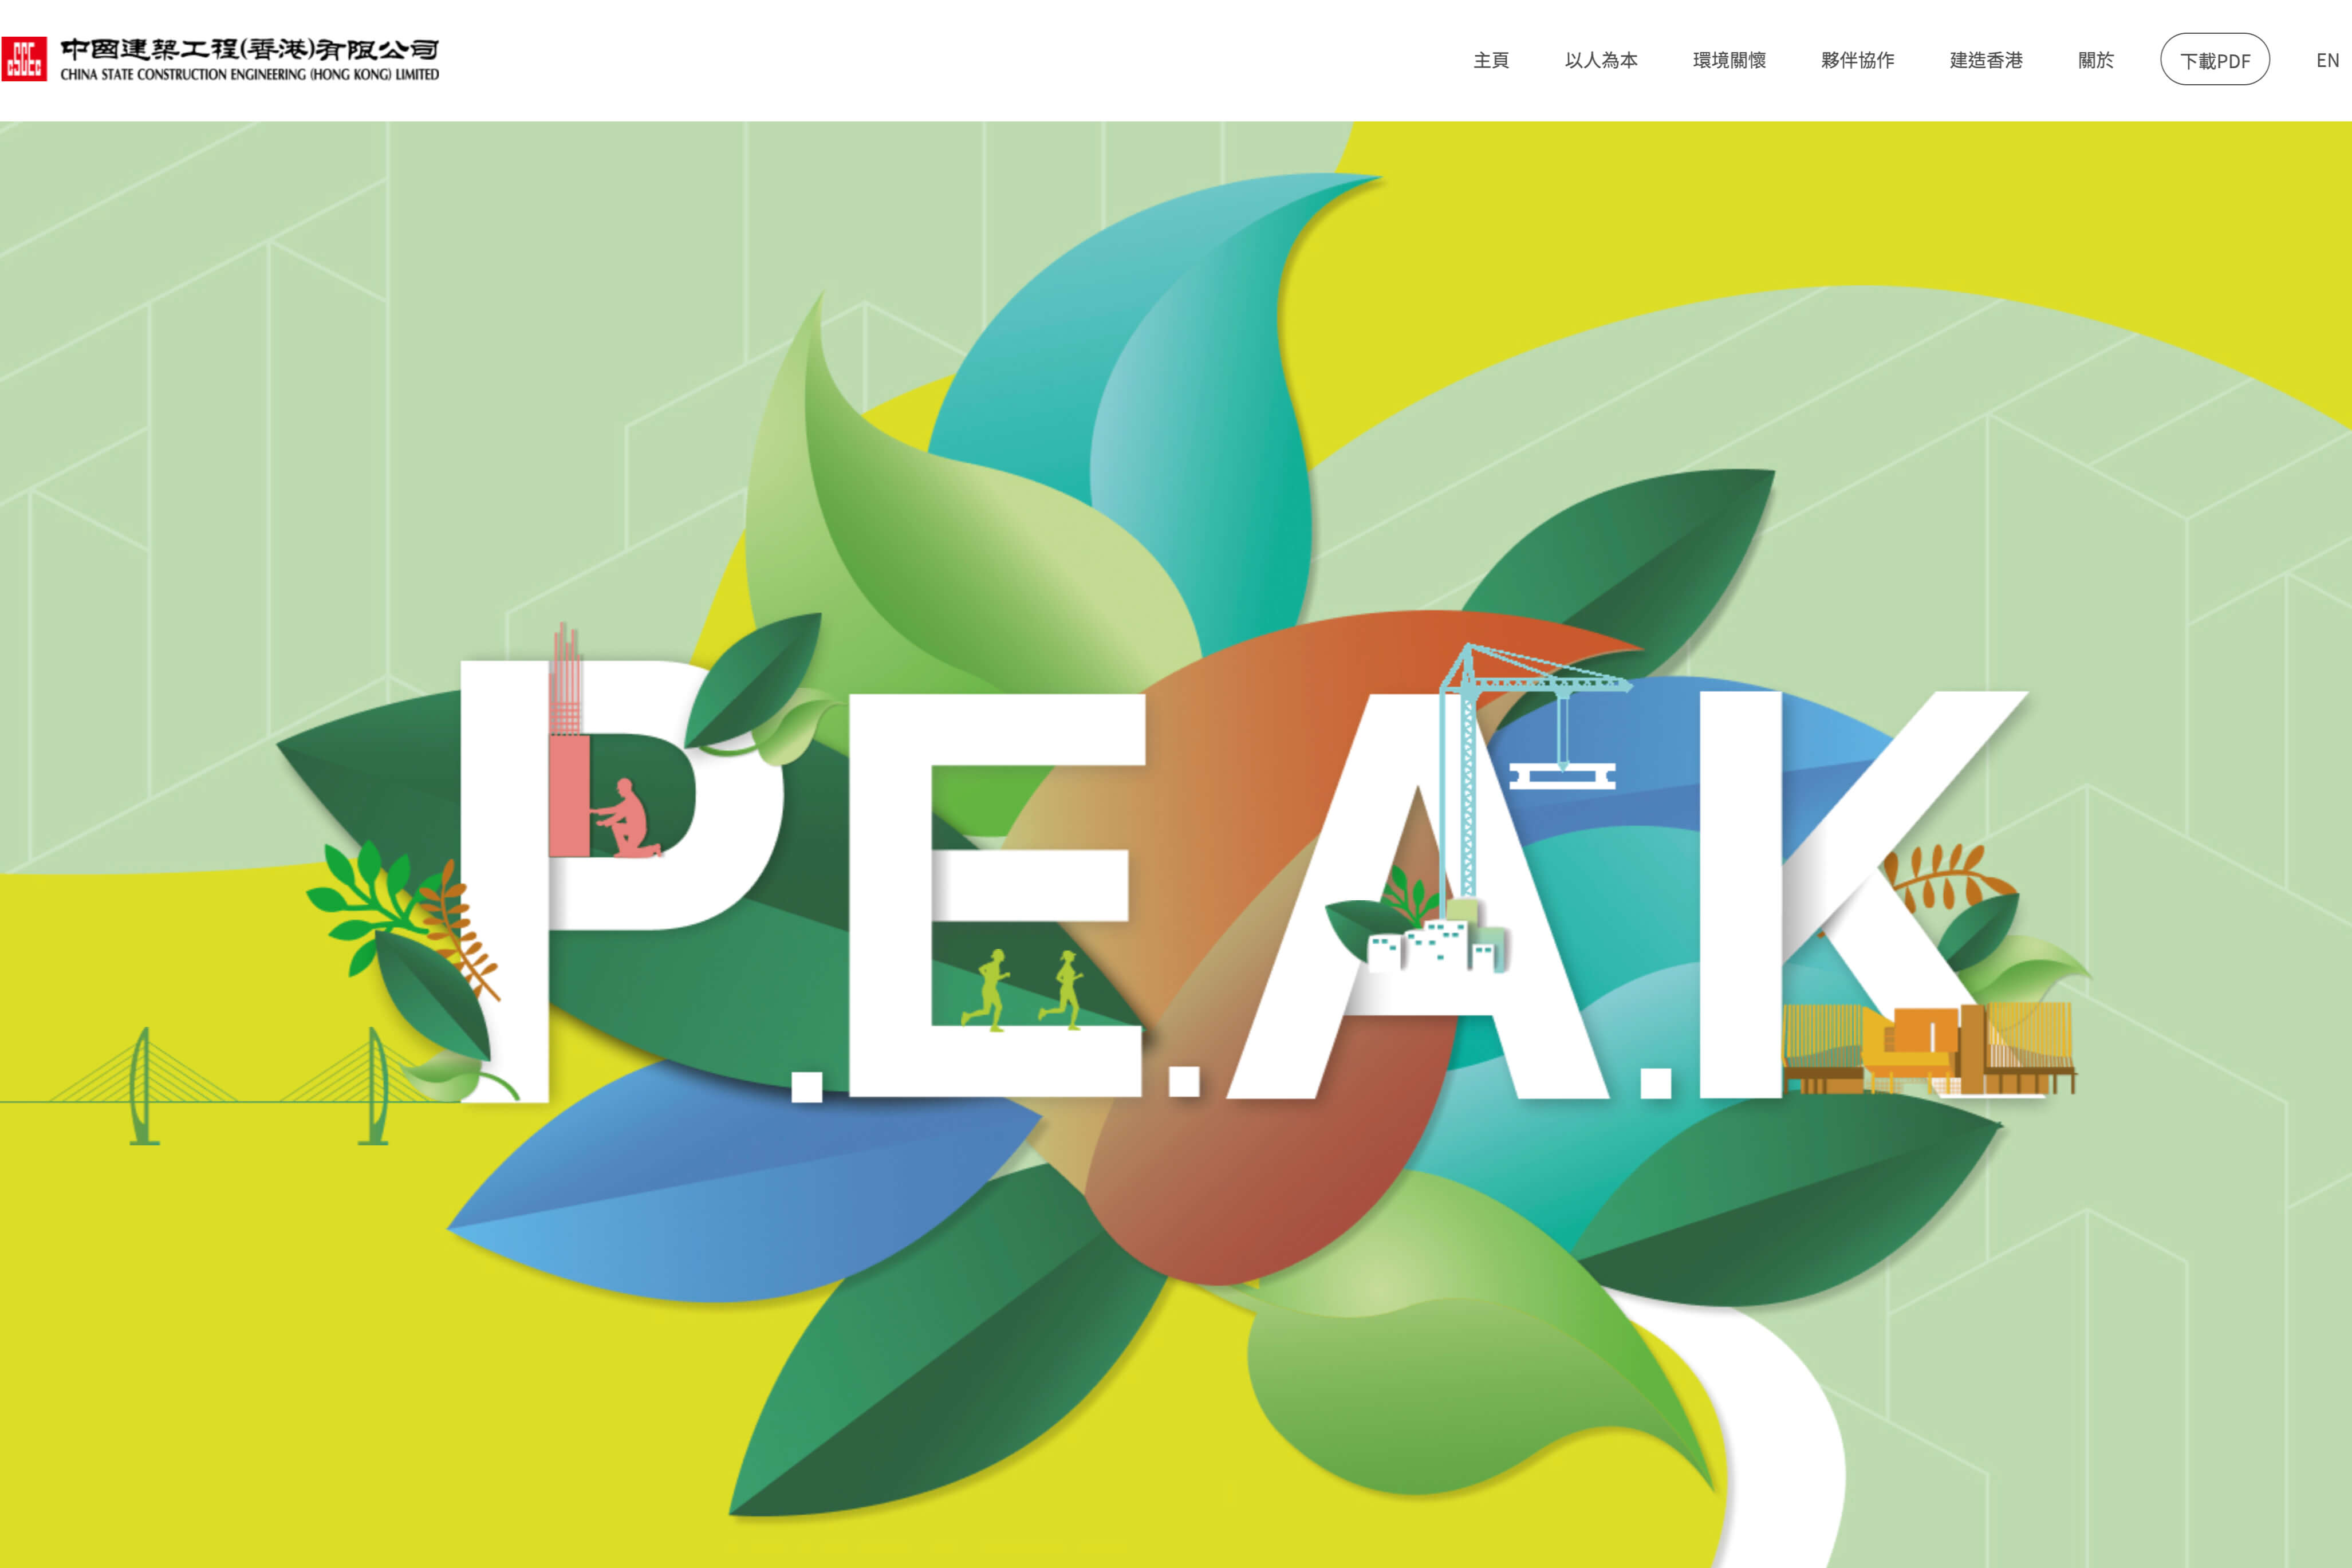 CSCEC
中國建築工程(香港)有限公司
CHINA STATE CONSTRUCTION ENGINEERING (HONG KONG) LIMITED
主頁 以人為本 環境關懷 夥伴協作 建造香港 關於 下載PDF EN
P.E.A.K